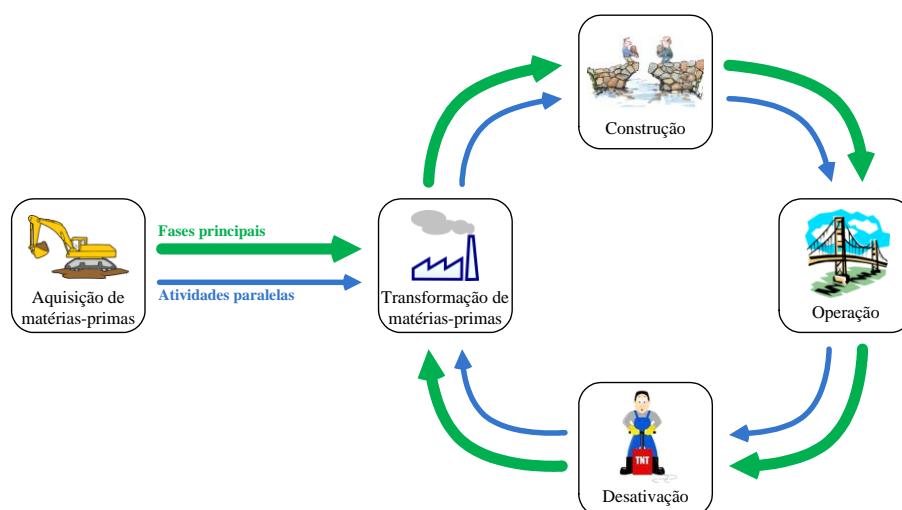 Construção
Fases principais
Atividades paralelas
Aquisição de
matérias-primas
Transformação de
matérias-primas
Operação
TNT
Desativação